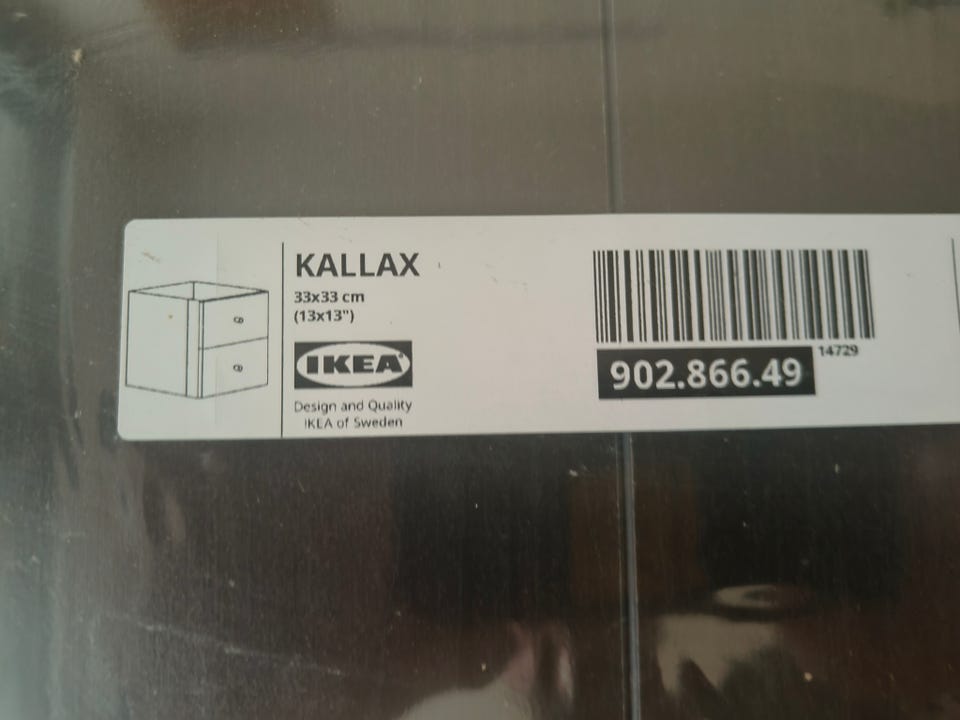 KALLAX
33x33 cm
(13x13")
IKEA
Design and Quality
IKEA of Sweden
14729
902.866.49